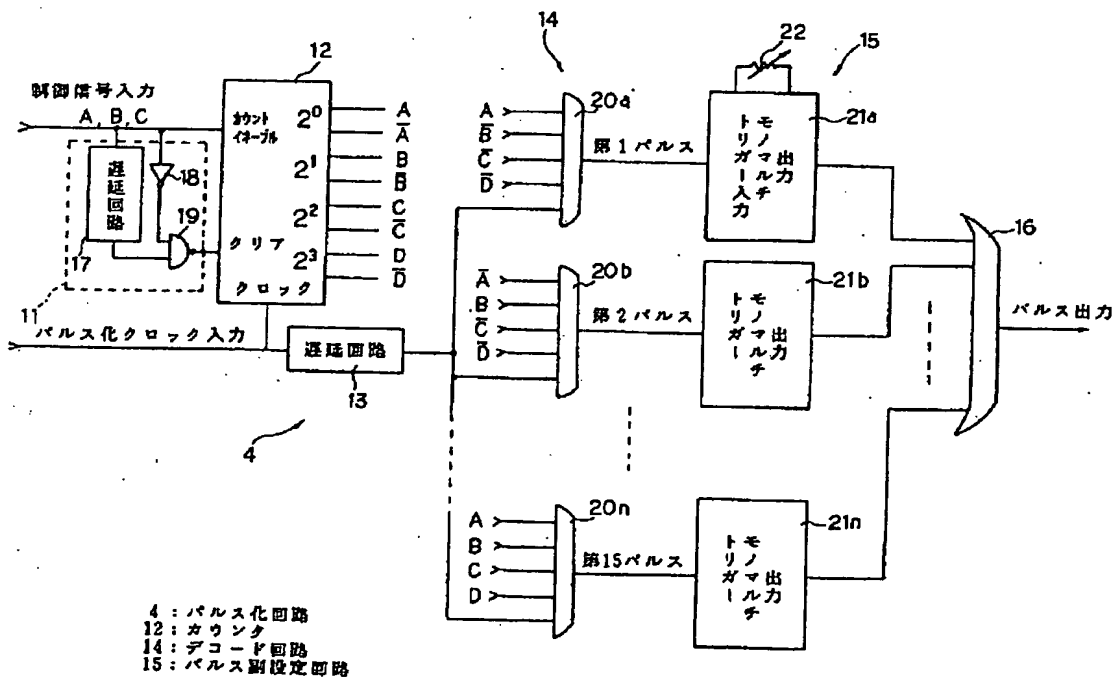 14
22
15
12
制御信号入力
A, B, C
カウント
イネーブル
2⁰
2¹
2²
2³
クリア
クロック
A
A̅
B
B̅
C
C̅
D
D̅
遅延回路
17
18
19
11
パルス化クロック入力
遅延回路
13
4
A
B̅
C̅
D̅
20a
第1パルス
モノマルチ
トリガー入力
出力
21a
A̅
B
C̅
D̅
20b
第2パルス
モノマルチ
トリガー
出力
21b
16
パルス出力
A
B
C
D
20n
第15パルス
モノマルチ
トリガー
出力
21n
4：パルス化回路
12：カウンタ
14：デコード回路
15：パルス副設定回路